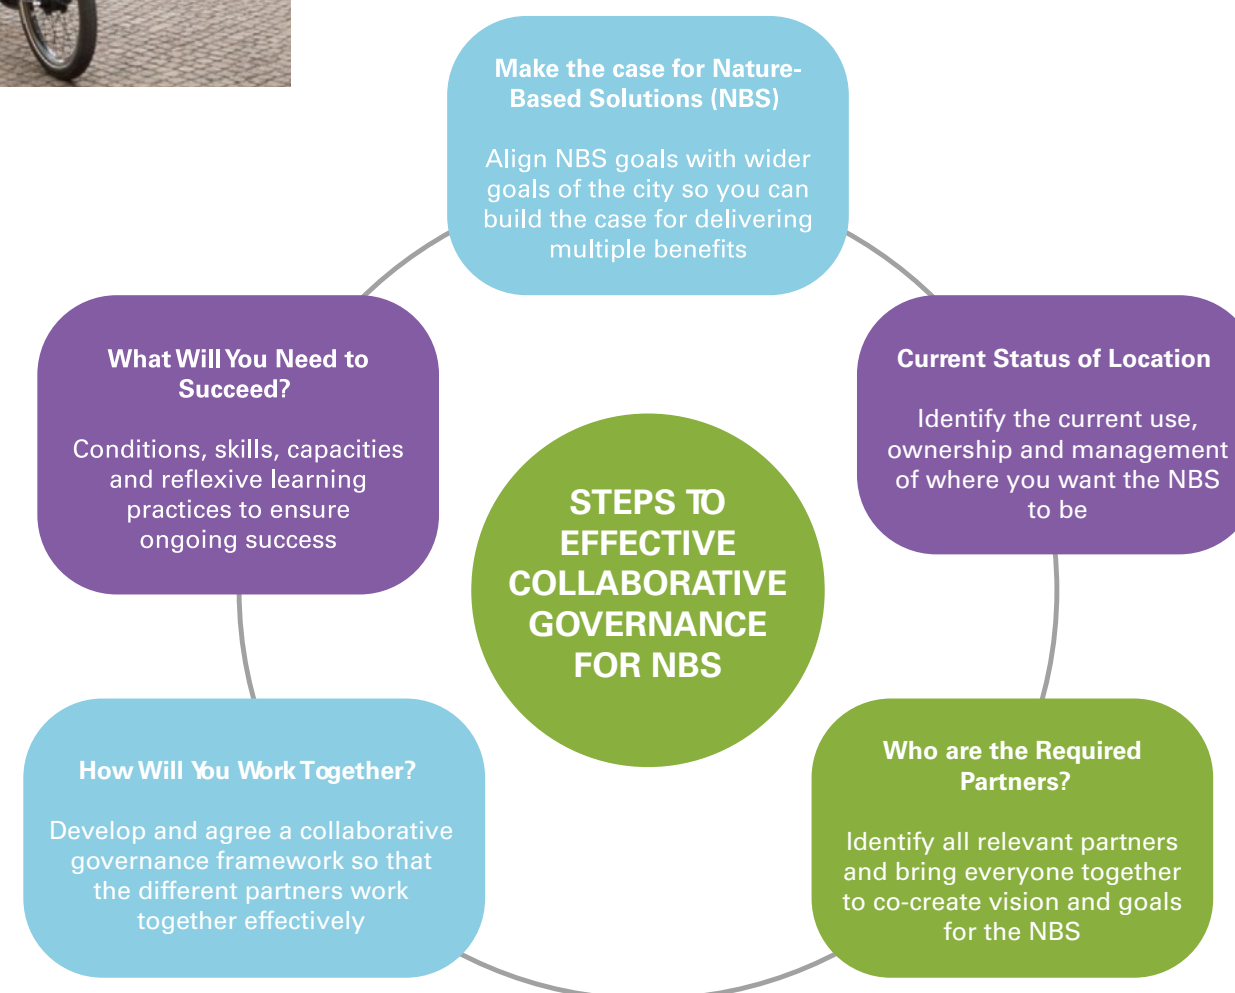 Make the case for Nature-
Based Solutions (NBS)
Align NBS goals with wider
goals of the city so you can
build the case for delivering
multiple benefits
Current Status of Location
Identify the current use,
ownership and management
of where you want the NBS
to be
Who are the Required
Partners?
Identify all relevant partners
and bring everyone together
to co-create vision and goals
for the NBS
How Will You Work Together?
Develop and agree a collaborative
governance framework so that
the different partners work
together effectively
What Will You Need to
Succeed?
Conditions, skills, capacities
and reflexive learning
practices to ensure
ongoing success
STEPS TO
EFFECTIVE
COLLABORATIVE
GOVERNANCE
FOR NBS